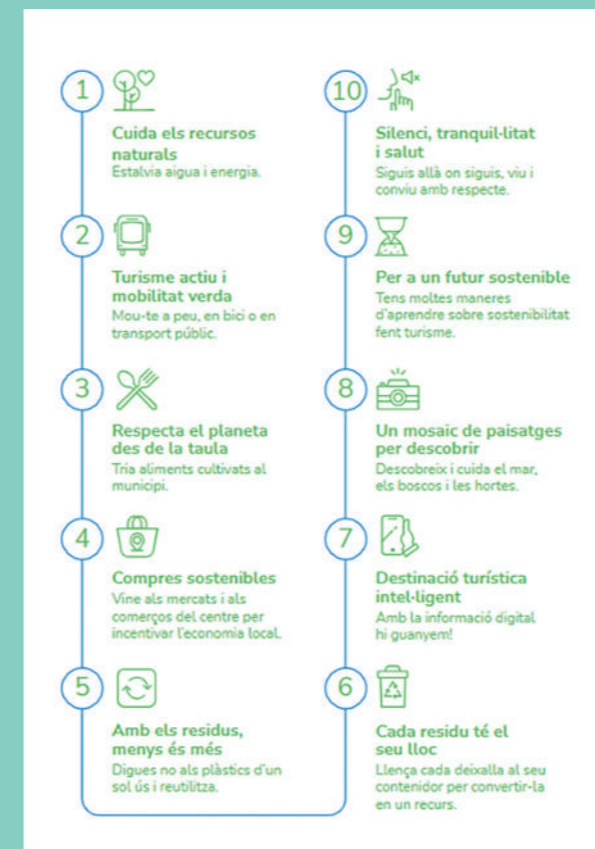 1
Cuida els recursos
naturals
Estalvia aigua i energia.
2
Turisme actiu i
mobilitat verda
Mou-te a peu, en bici o en
transport públic.
3
Respecta el planeta
des de la taula
Tria aliments cultivats al
municipi.
4
Compres sostenibles
Vine als mercats i als
comerços del centre per
incentivar l'economia local.
5
Amb els residus,
menys és més
Digues no als plàstics d'un
sol ús i reutilitza.
6
Cada residu té el
seu lloc
Llença cada deixalla al seu
contenidor per convertir-la
en un recurs.
7
Destinació turística
intel·ligent
Amb la informació digital
hi guanyem!
8
Un mosaic de paisatges
per descobrir
Descobreix i cuida el mar,
els boscos i les hortes.
9
Per a un futur sostenible
Tens moltes maneres
d'aprendre sobre sostenibilitat
fent turisme.
10
Silenci, tranquil·litat
i salut
Siguis allà on siguis, viu i
conviu amb respecte.